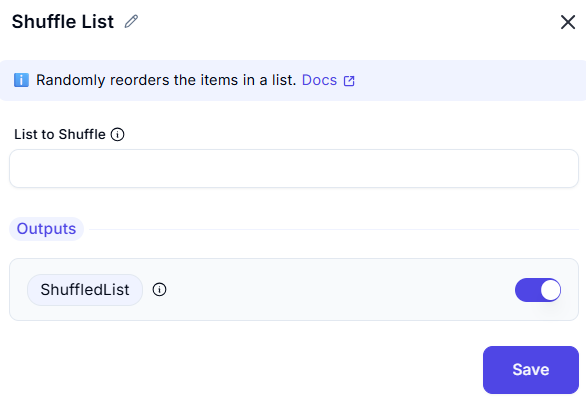 Shuffle List
Randomly reorders the items in a list. Docs
List to Shuffle
Outputs
ShuffledList
Save